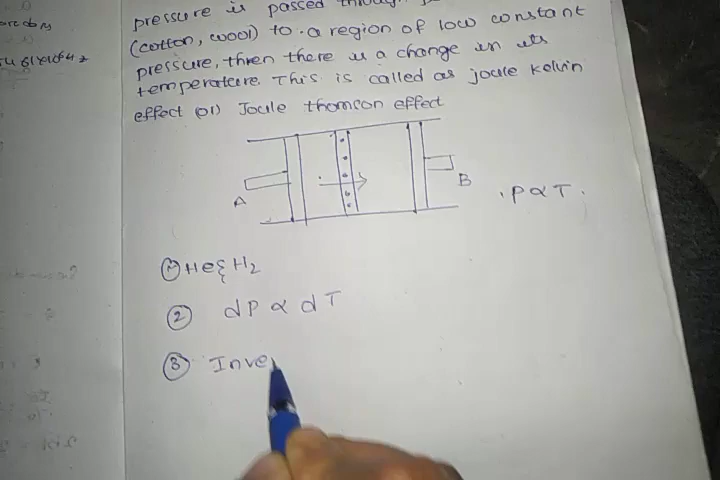 pressure is passed through
(cotton, wool) to a region of low constant
pressure, then there is a change in its
temperature. This is called as joule kelvin
effect (or) Joule thomson effect
A
B
P ∝ T.
① He & H2
② dP ∝ dT
③ Inve